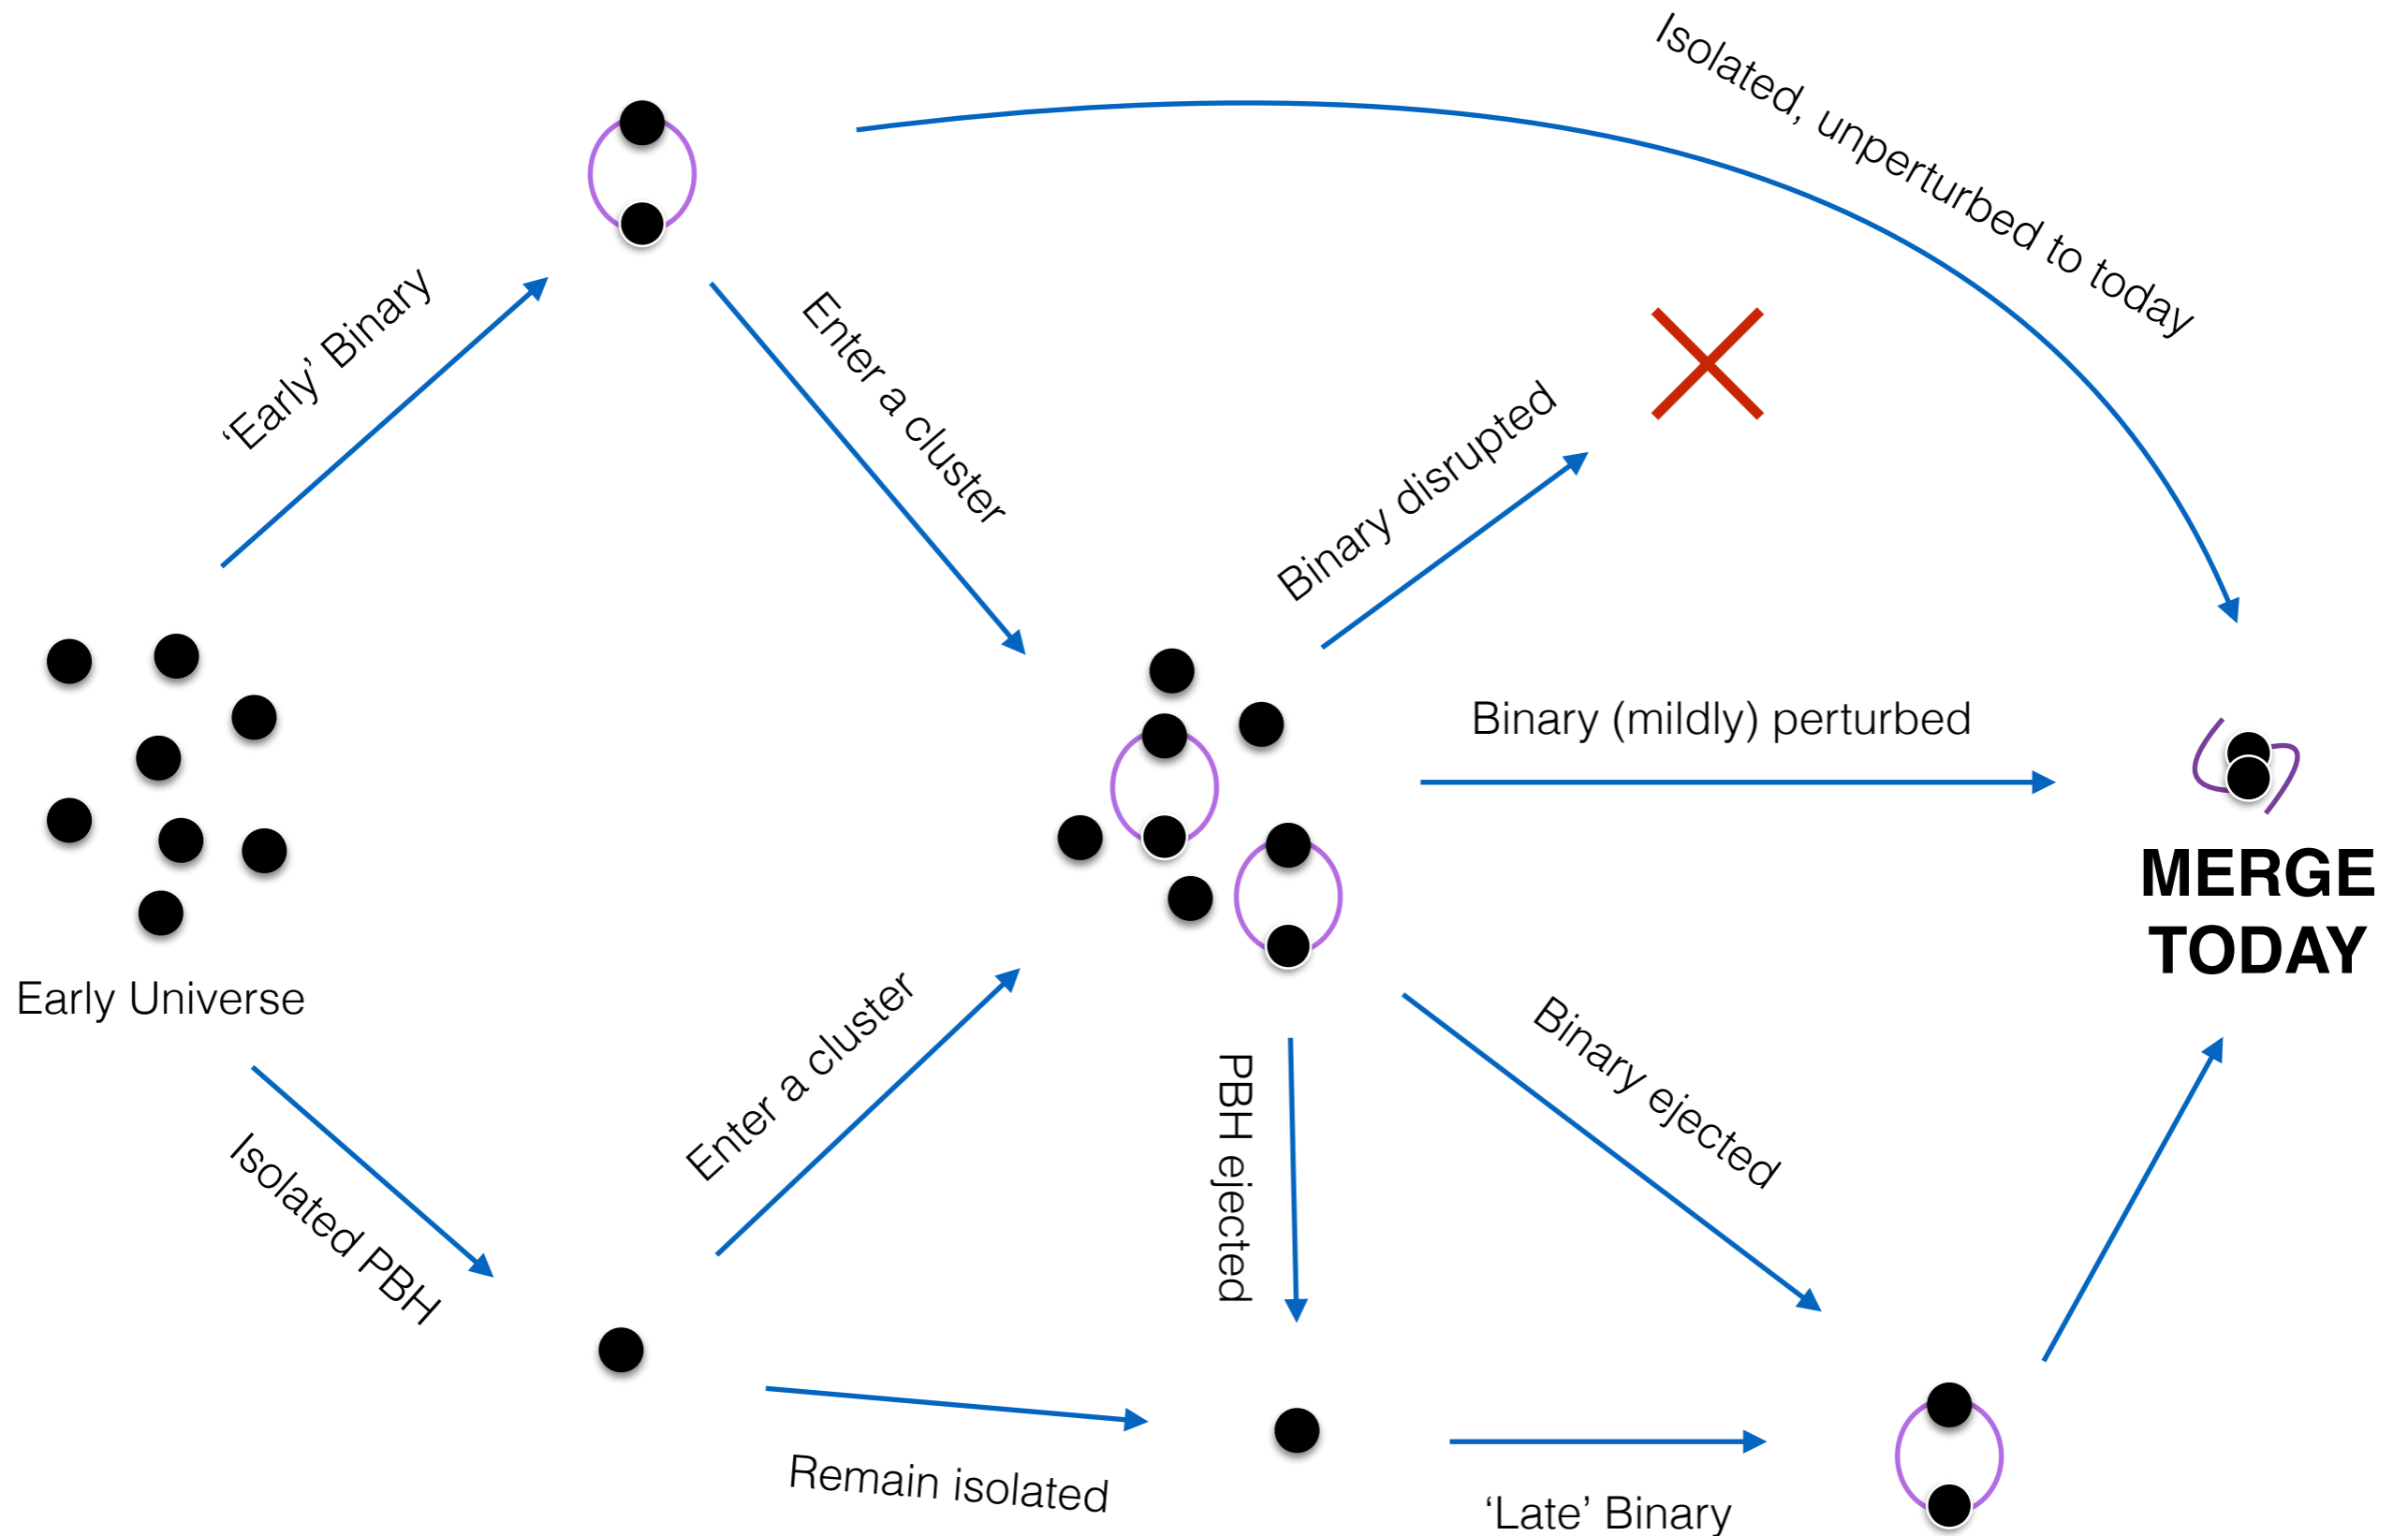 Isolated, unperturbed to today
‘Early’ Binary
Enter a cluster
Binary disrupted
Binary (mildly) perturbed
MERGE
TODAY
Early Universe
Enter a cluster
PBH ejected
Binary ejected
Isolated PBH
Remain isolated
‘Late’ Binary